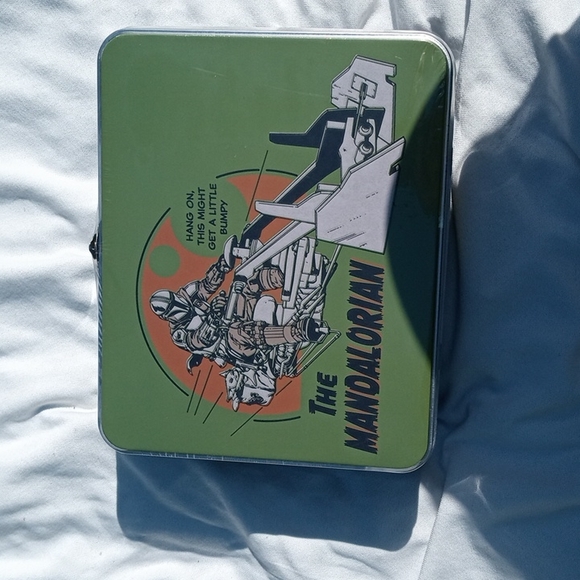 HANG ON,
THIS MIGHT
GET A LITTLE
BUMPY
THE
MANDALORIAN